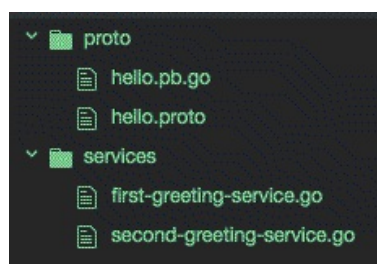 proto
hello.pb.go
hello.proto
services
first-greeting-service.go
second-greeting-service.go